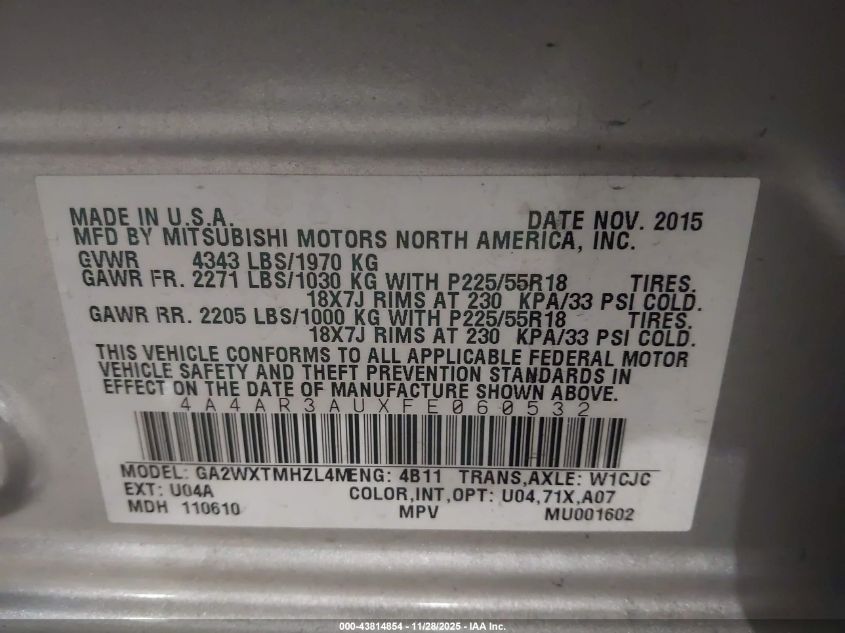 MADE IN U.S.A. DATE NOV. 2015
MFD BY MITSUBISHI MOTORS NORTH AMERICA, INC.
GVWR 4343 LBS/1970 KG
GAWR FR. 2271 LBS/1030 KG WITH P225/55R18 TIRES.
18X7J RIMS AT 230 KPA/33 PSI COLD.
GAWR RR. 2205 LBS/1000 KG WITH P225/55R18 TIRES.
18X7J RIMS AT 230 KPA/33 PSI COLD.
THIS VEHICLE CONFORMS TO ALL APPLICABLE FEDERAL MOTOR
VEHICLE SAFETY AND THEFT PREVENTION STANDARDS IN
EFFECT ON THE DATE OF MANUFACTURE SHOWN ABOVE.
4A4AR3AUXFE060532
MODEL: GA2WXTMHZL4M ENG: 4B11 TRANS,AXLE: W1CJC
EXT: U04A COLOR,INT,OPT: U04,71X,A07
MDH 110610 MPV MU001602
000-43814854 - 11/28/2025 - IAA Inc.